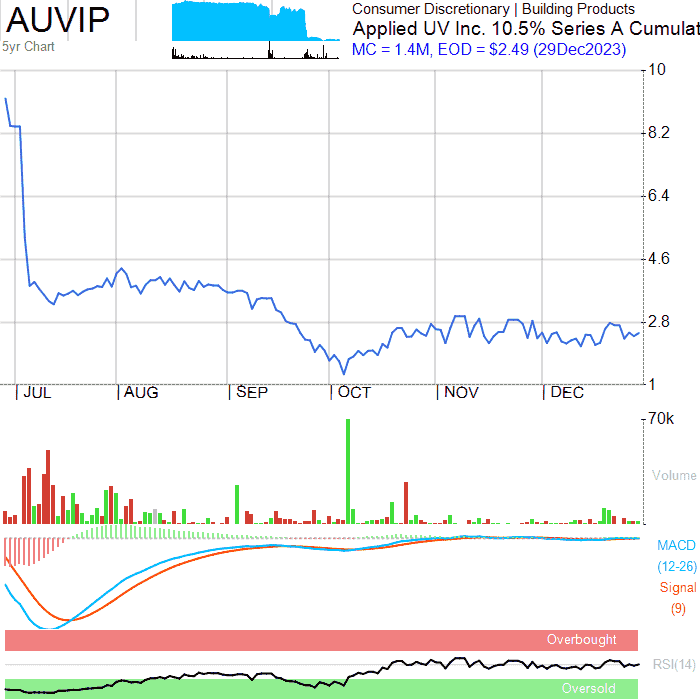 AUVIP
5yr Chart
Consumer Discretionary | Building Products
Applied UV Inc. 10.5% Series A Cumulat
MC = 1.4M, EOD = $2.49 (29Dec2023)
10
8.2
6.4
4.6
2.8
1
JUL AUG SEP OCT NOV DEC
70k
Volume
MACD
(12-26)
Signal
(9)
Overbought
RSI(14)
Oversold